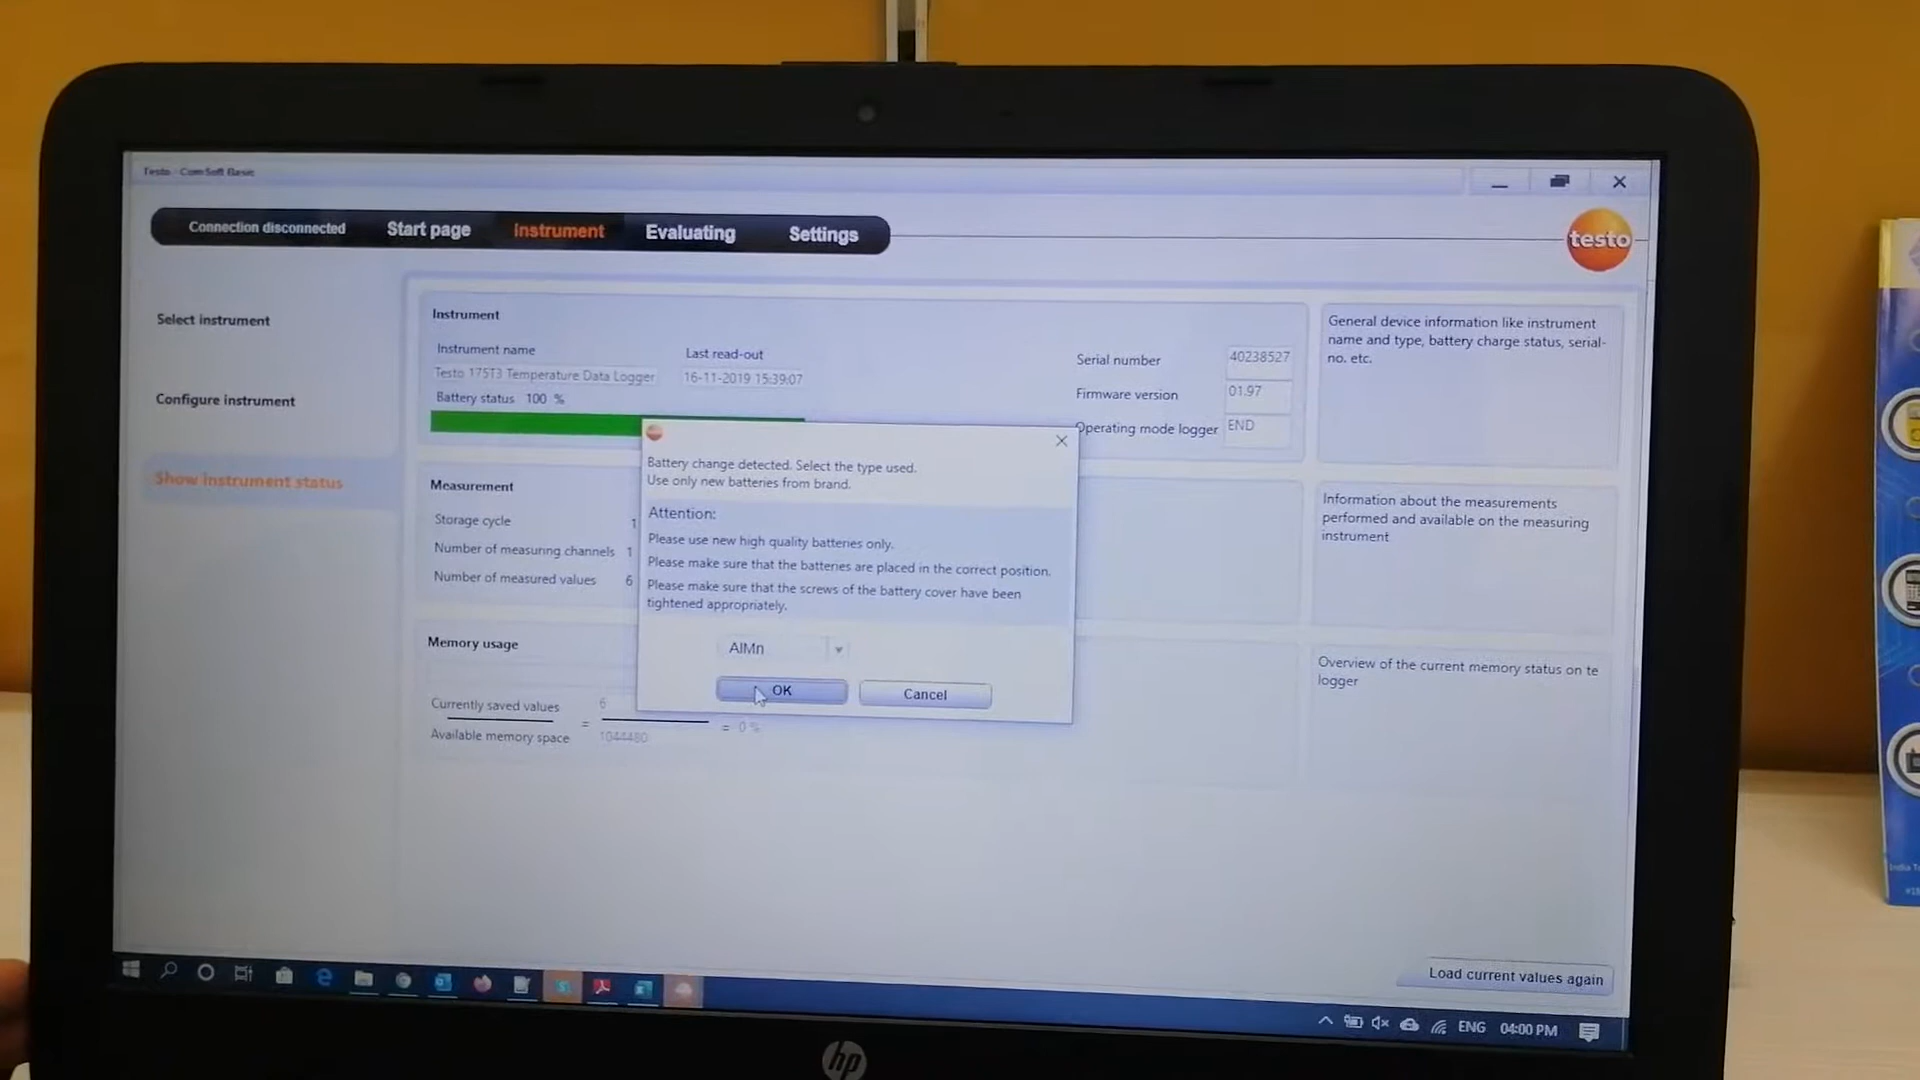 Testo - ComSoft Basic
Connection disconnected
Start page
Instrument
Evaluating
Settings
testo
Select instrument
Configure instrument
Show instrument status
Instrument
Instrument name
Last read-out
Testo 175T3 Temperature Data Logger
16-11-2019 15:39:07
Battery status 100 %
Serial number
40238527
Firmware version
01.97
Operating mode logger
END
General device information like instrument
name and type, battery charge status, serial-
no. etc.
Battery change detected. Select the type used.
Use only new batteries from brand.
Attention:
Please use new high quality batteries only.
Please make sure that the batteries are placed in the correct position.
Please make sure that the screws of the battery cover have been
tightened appropriately.
AlMn
OK
Cancel
Measurement
Storage cycle 1
Number of measuring channels 1
Number of measured values 6
Information about the measurements
performed and available on the measuring
instrument
Memory usage
Currently saved values
Available memory space
=
6
1044480
= 0 %
Overview of the current memory status on te
logger
Load current values again
ENG
04:00 PM
hp